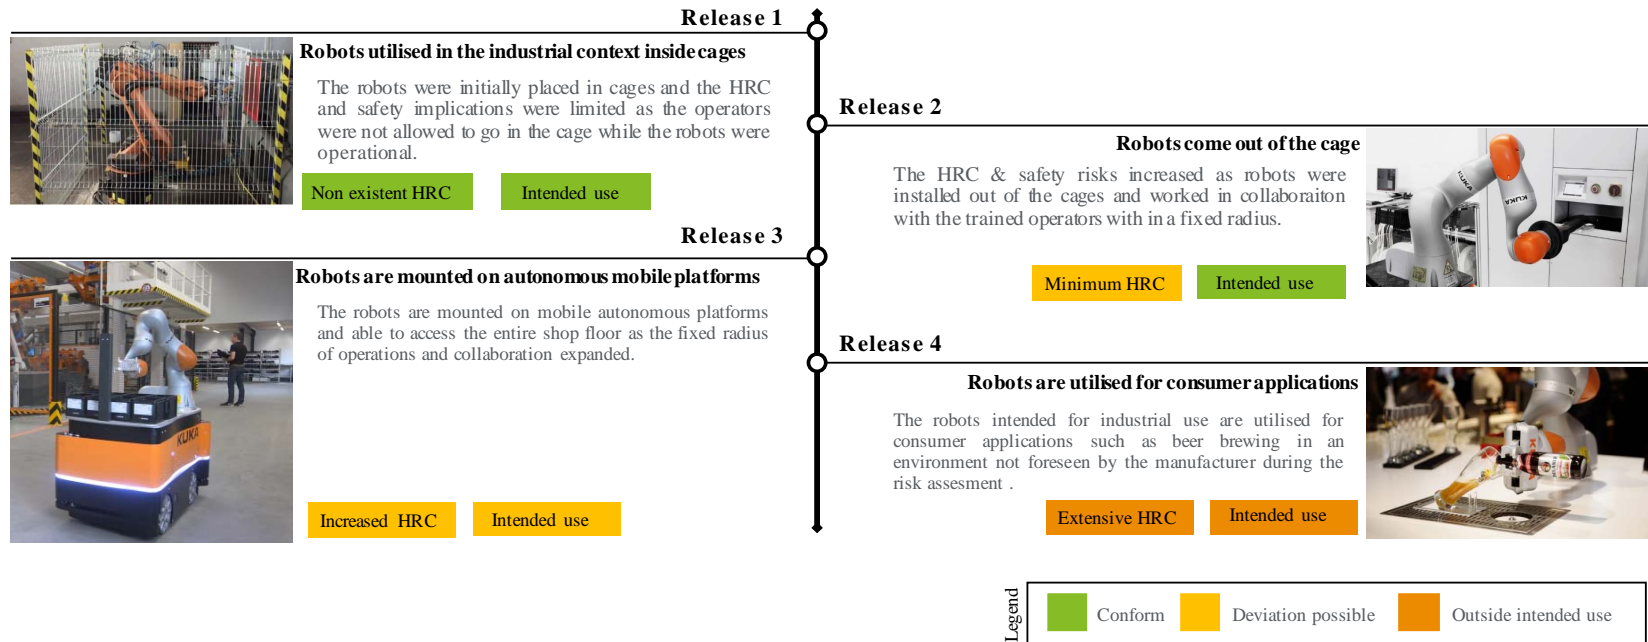 Release 1
Robots utilised in the industrial context inside cages
The robots were initially placed in cages and the HRC
and safety implications were limited as the operators
were not allowed to go in the cage while the robots were
operational.
Non existent HRC
Intended use
Release 2
Robots come out of the cage
The HRC & safety risks increased as robots were
installed out of the cages and worked in collaboraiton
with the trained operators with in a fixed radius.
Minimum HRC
Intended use
KUKA
KUKA
Release 3
Robots are mounted on autonomous mobile platforms
The robots are mounted on mobile autonomous platforms
and able to access the entire shop floor as the fixed radius
of operations and collaboration expanded.
KUKA
Increased HRC
Intended use
Release 4
Robots are utilised for consumer applications
The robots intended for industrial use are utilised for
consumer applications such as beer brewing in an
environment not foreseen by the manufacturer during the
risk assesment .
Extensive HRC
Intended use
Legend
Conform
Deviation possible
Outside intended use